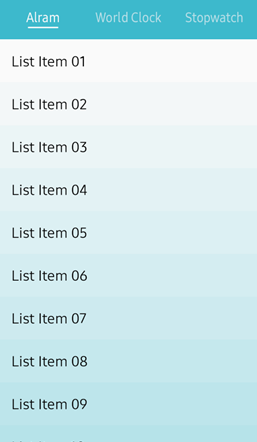 Alram World Clock Stopwatch
List Item 01
List Item 02
List Item 03
List Item 04
List Item 05
List Item 06
List Item 07
List Item 08
List Item 09